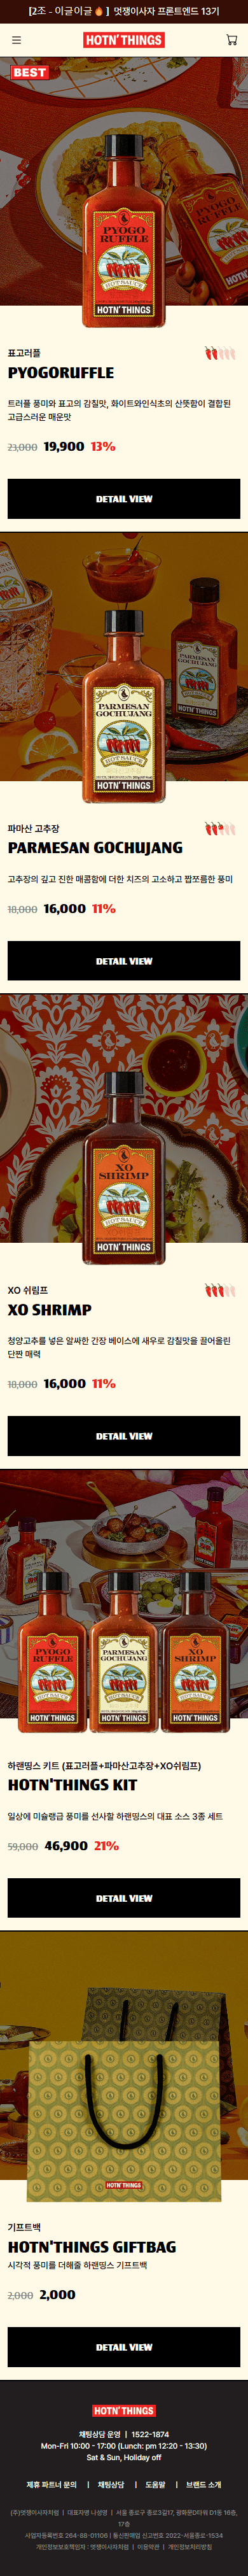 [2조 - 이글이글🔥] 멋쟁이사자 프론트엔드 13기
HOTN'THINGS
BEST
PYOGO
RUFFLE
HOT SAUCE
HOTN'THINGS
표고러플
PYOGORUFFLE
트러플 풍미와 표고의 감칠맛, 화이트와인식초의 산뜻함이 결합된
고급스러운 매운맛
23,000 19,900 13%
DETAIL VIEW
PARMESAN
GOCHUJANG
HOT SAUCE
HOTN'THINGS
파마산 고추장
PARMESAN GOCHUJANG
고추장의 깊고 진한 매콤함에 더한 치즈의 고소하고 짭쪼름한 풍미
18,000 16,000 11%
DETAIL VIEW
XO
SHRIMP
HOT SAUCE
HOTN'THINGS
XO 쉬림프
XO SHRIMP
청양고추를 넣은 알싸한 간장 베이스에 새우로 감칠맛을 끌어올린
단짠 매력
18,000 16,000 11%
DETAIL VIEW
PYOGO
RUFFLE
HOTN'THINGS
PARMESAN
GOCHUJANG
HOTN'THINGS
XO
SHRIMP
HOTN'THINGS
하랜띵스 키트 (표고러플+파마산고추장+XO쉬림프)
HOTN'THINGS KIT
일상에 미슐랭급 풍미를 선사할 하랜띵스의 대표 소스 3종 세트
59,000 46,900 21%
DETAIL VIEW
HOTN'THINGS
기프트백
HOTN'THINGS GIFTBAG
시각적 풍미를 더해줄 하랜띵스 기프트백
2,000 2,000
DETAIL VIEW
HOTN'THINGS
채팅상담 운영 | 1522-1874
Mon-Fri 10:00 - 17:00 (Lunch: pm 12:20 - 13:30)
Sat & Sun, Holiday off
제휴 파트너 문의 | 채팅상담 | 도움말 | 브랜드 소개
(주)멋쟁이사자처럼 | 대표자명 나성영 | 서울 종로구 종로3길17, 광화문D타워 D1동 16층,
17층
사업자등록번호 264-88-01106 | 통신판매업 신고번호 2022-서울종로-1534
개인정보보호책임자 : 멋쟁이사자처럼 | 이용약관 | 개인정보처리방침